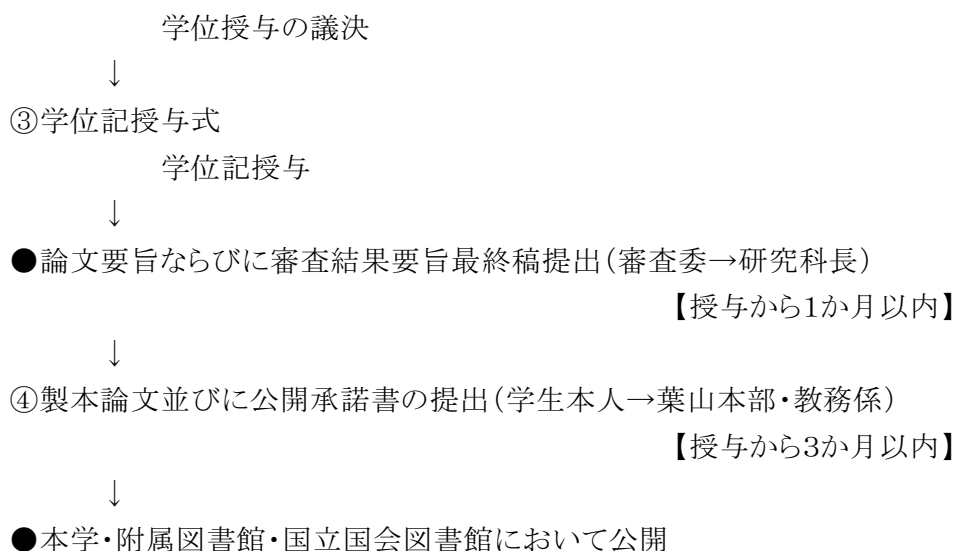 学位授与の議決
↓
③学位記授与式
学位記授与
↓
●論文要旨ならびに審査結果要旨最終稿提出(審査委→研究科長)
【授与から1か月以内】
↓
④製本論文並びに公開承諾書の提出(学生本人→葉山本部・教務係)
【授与から3か月以内】
↓
●本学・附属図書館・国立国会図書館において公開